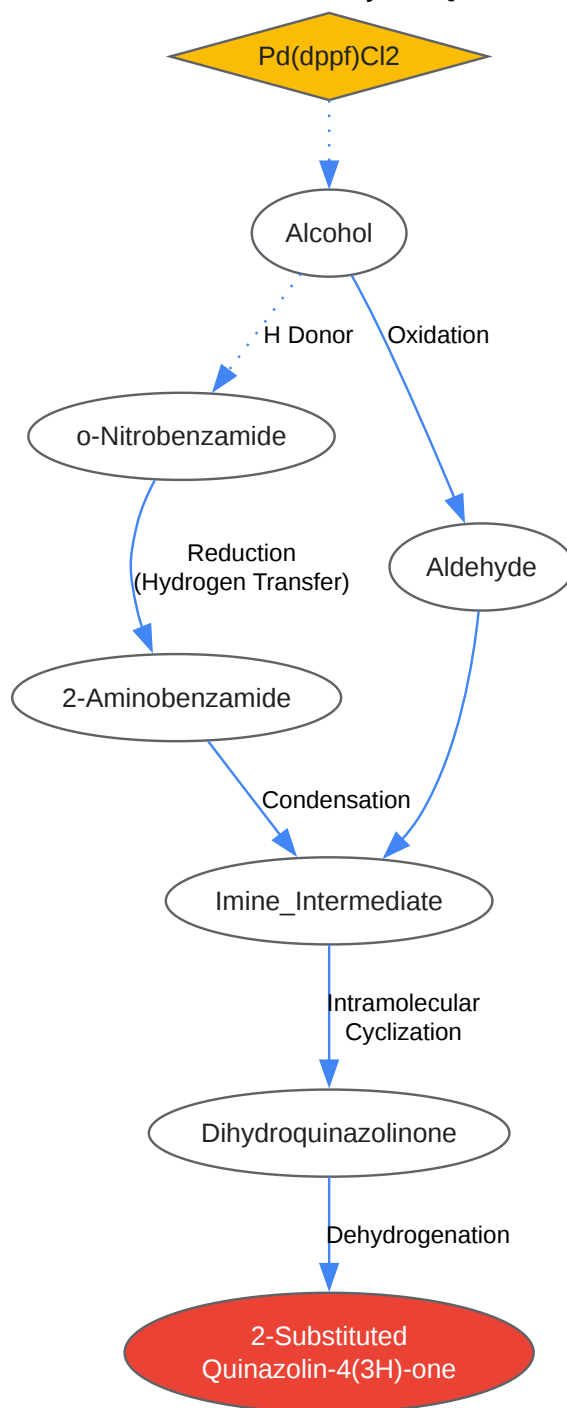 Pd(dppf)Cl2
Alcohol
H Donor
Oxidation
o-Nitrobenzamide
Aldehyde
Reduction
(Hydrogen Transfer)
2-Aminobenzamide
Condensation
Imine_Intermediate
Intramolecular
Cyclization
Dihydroquinazolinone
Dehydrogenation
2-Substituted
Quinazolin-4(3H)-one